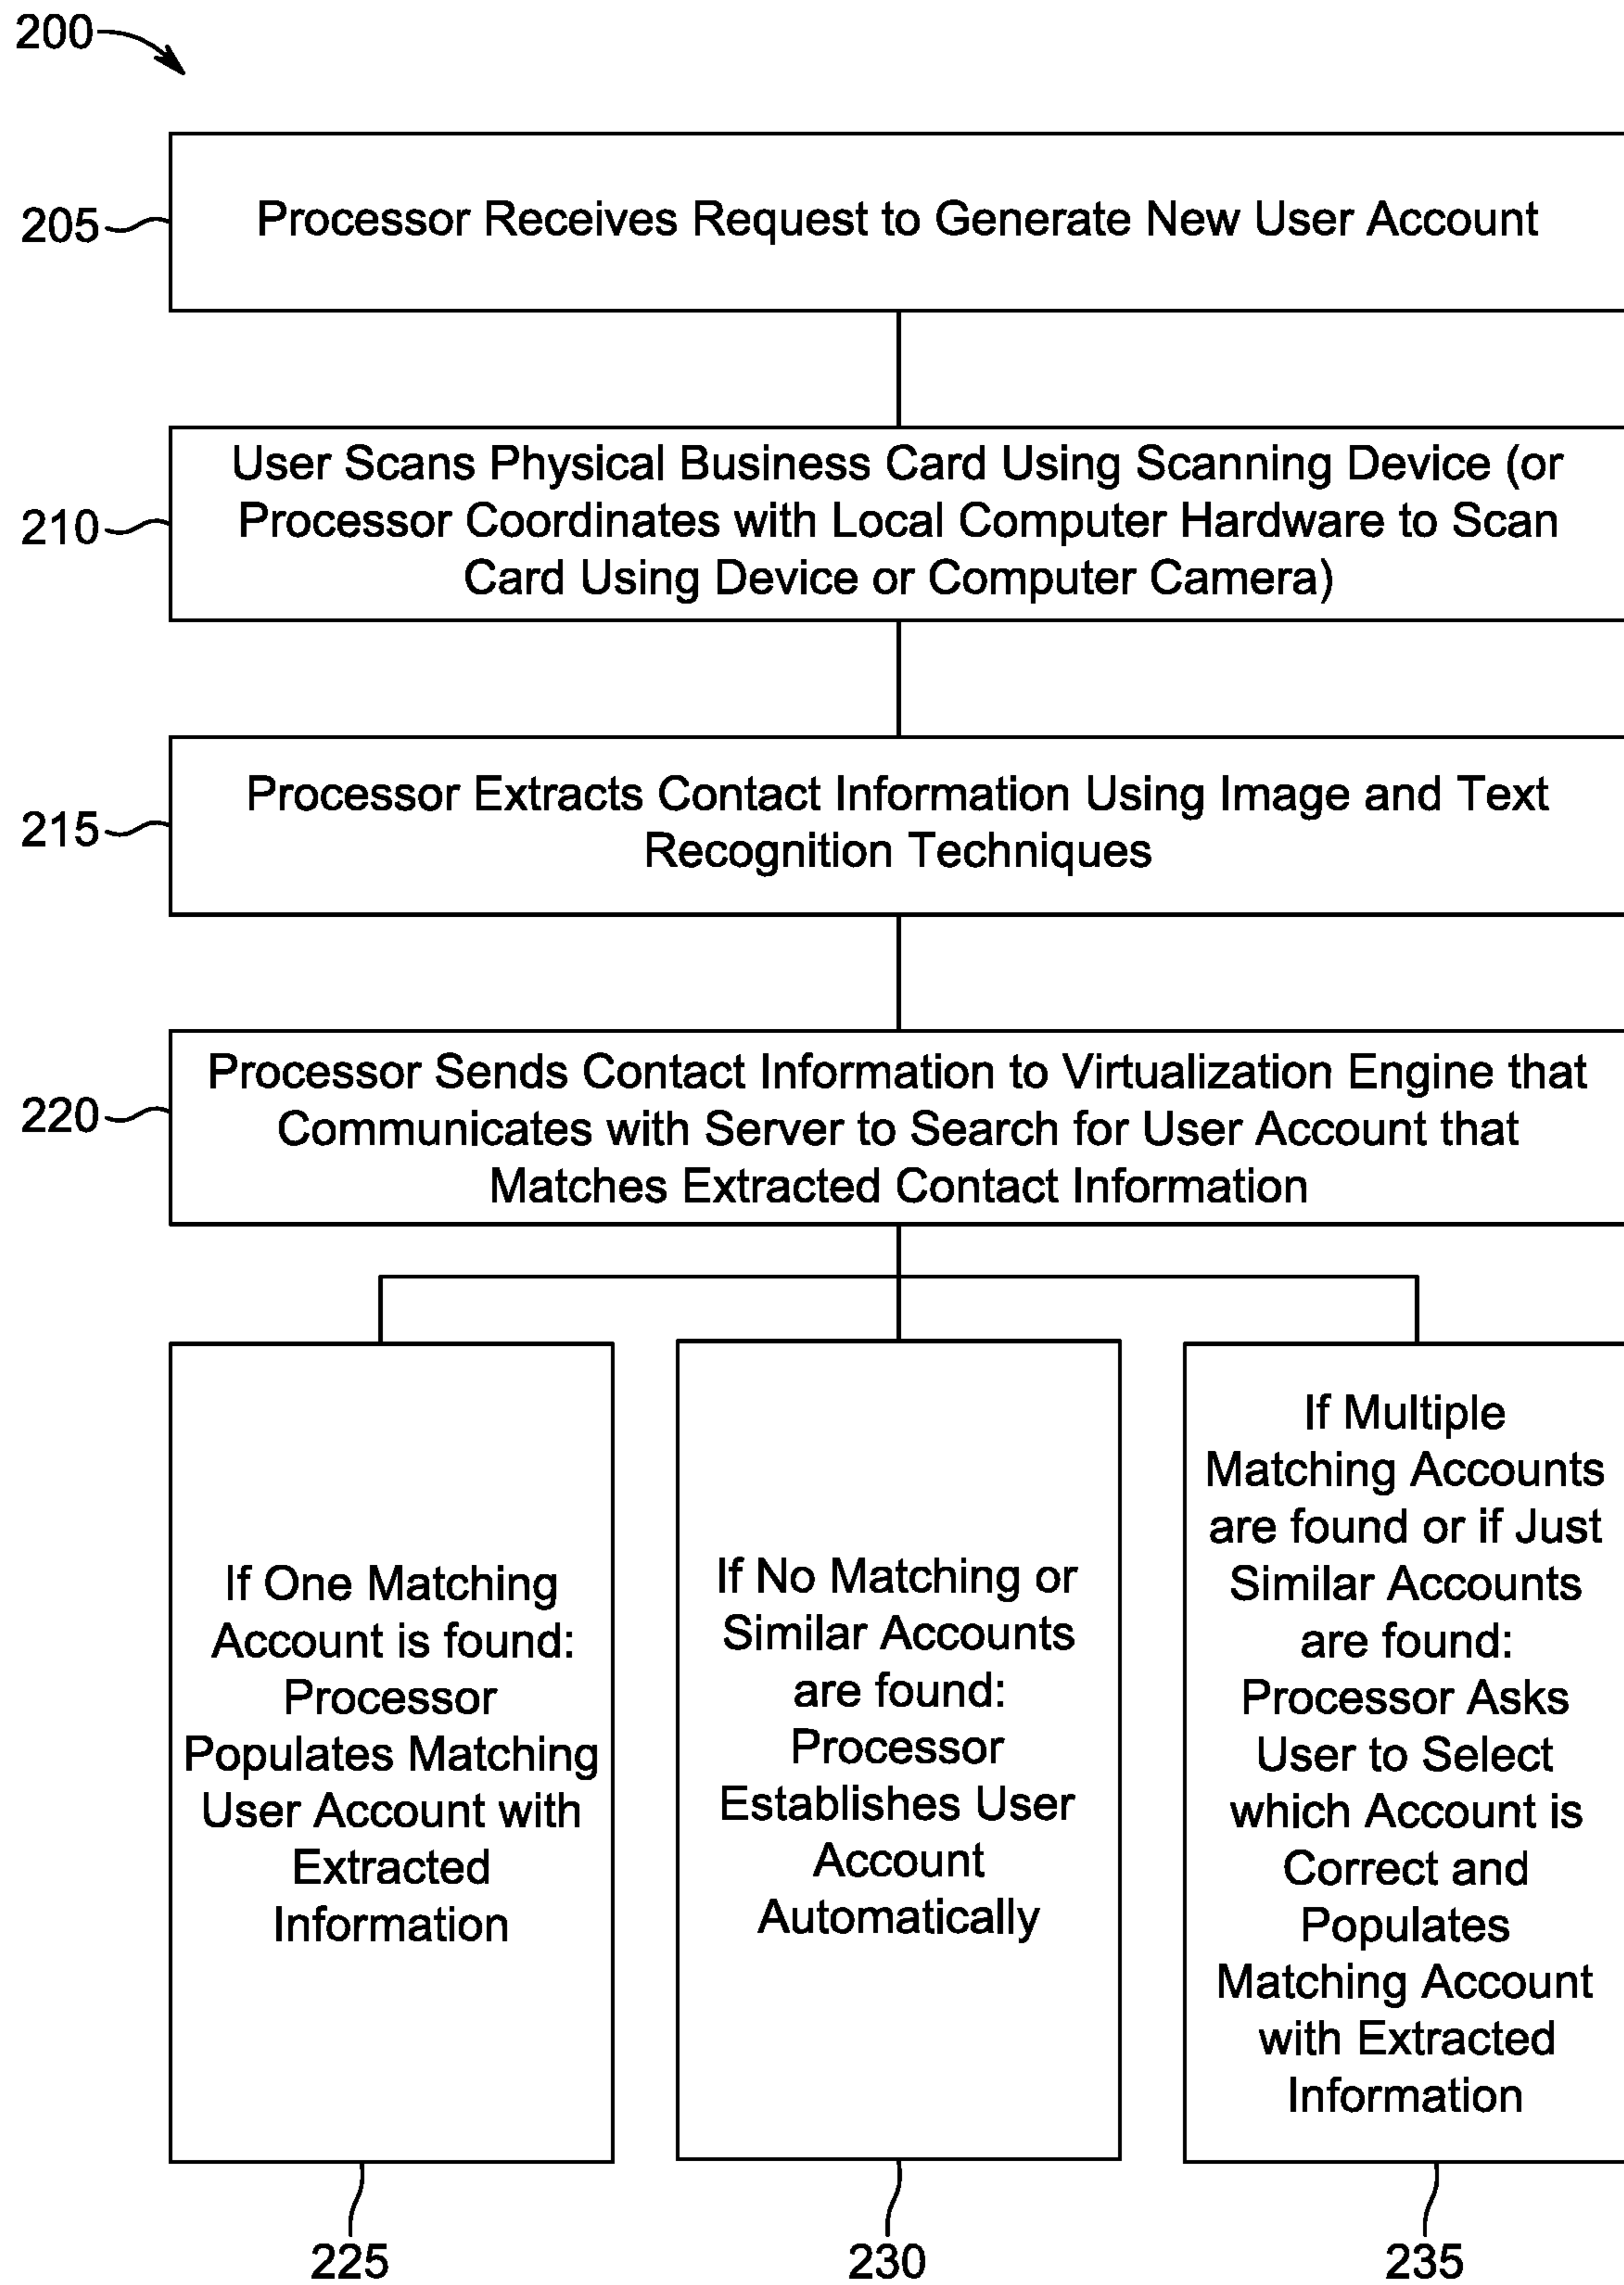 200
205
Processor Receives Request to Generate New User Account
210
User Scans Physical Business Card Using Scanning Device (or
Processor Coordinates with Local Computer Hardware to Scan
Card Using Device or Computer Camera)
215
Processor Extracts Contact Information Using Image and Text
Recognition Techniques
220
Processor Sends Contact Information to Virtualization Engine that
Communicates with Server to Search for User Account that
Matches Extracted Contact Information
If One Matching
Account is found:
Processor
Populates Matching
User Account with
Extracted
Information
If No Matching or
Similar Accounts
are found:
Processor
Establishes User
Account
Automatically
If Multiple
Matching Accounts
are found or if Just
Similar Accounts
are found:
Processor Asks
User to Select
which Account is
Correct and
Populates
Matching Account
with Extracted
Information
225
230
235